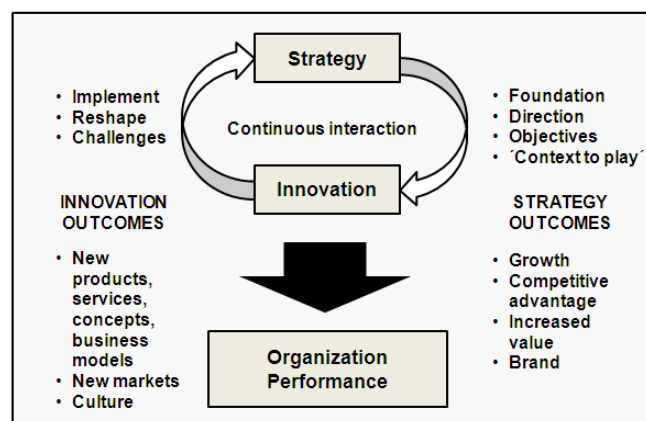 Strategy
• Implement
• Reshape
• Challenges
Continuous interaction
• Foundation
• Direction
• Objectives
• ´Context to play´
Innovation
INNOVATION
OUTCOMES
• New
products,
services,
concepts,
business
models
• New markets
• Culture
STRATEGY
OUTCOMES
• Growth
• Competitive
advantage
• Increased
value
• Brand
Organization
Performance